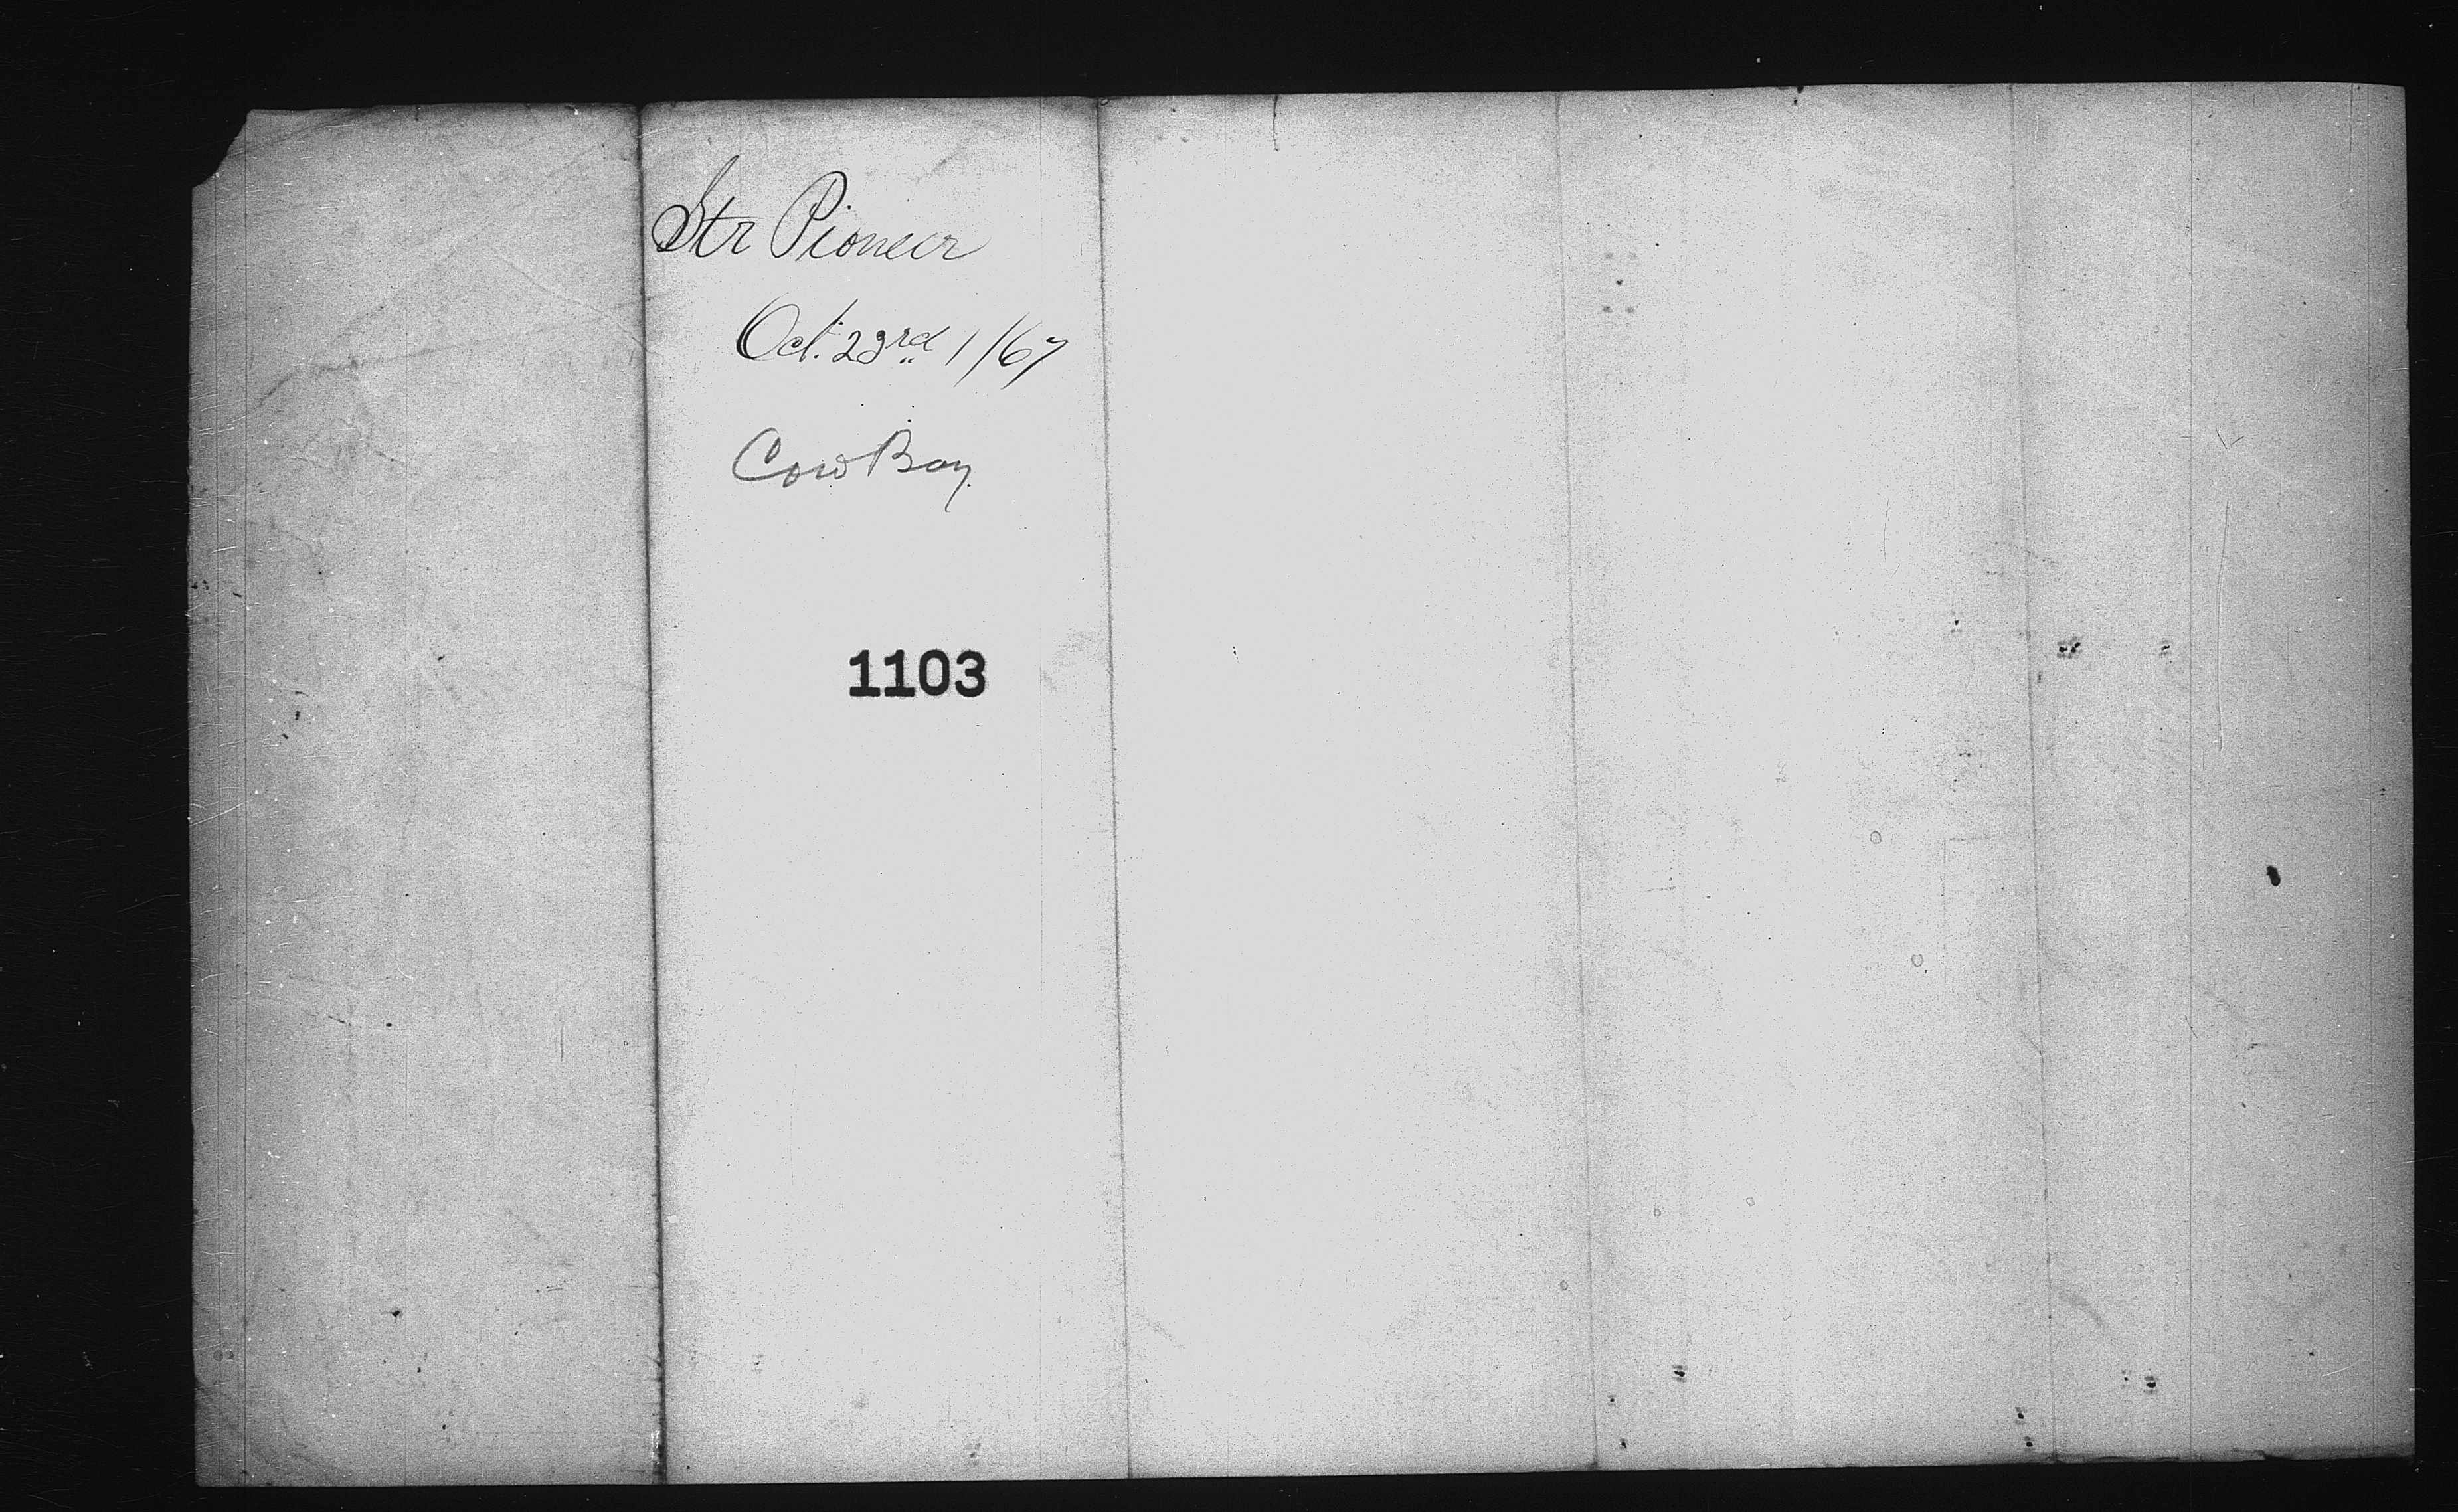 Str Pioneer
Oct. 23rd 1/67
Cow Bay
1103